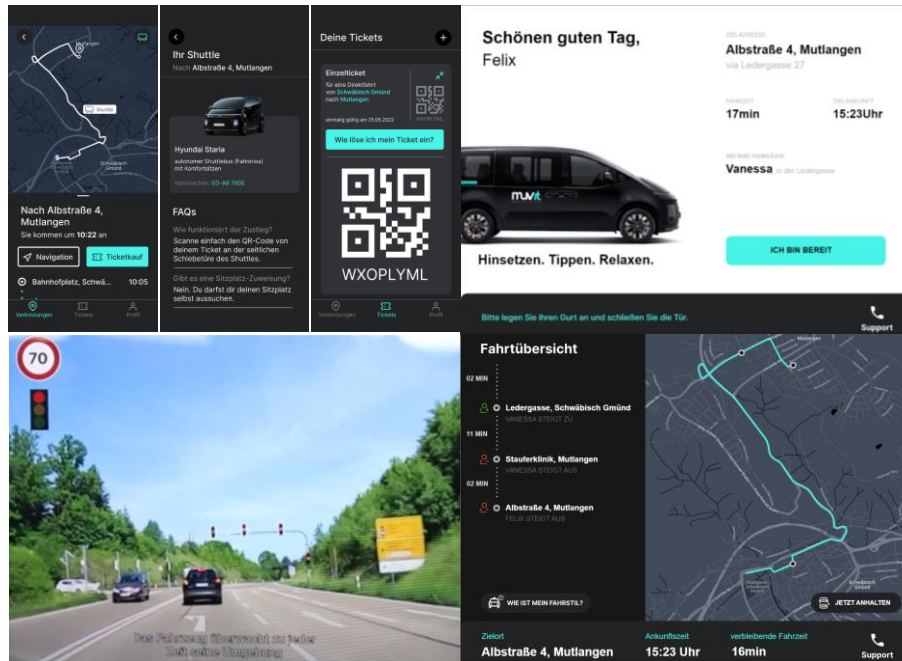 Mutlangen
Shuttle
Schwäbisch
Gmünd
Nach Albstraße 4,
Mutlangen
Sie kommen um 10:22 an
Navigation
Ticketkauf
Bahnhofplatz, Schwä... 10:05
Verbindungen Tickets Profil
Ihr Shuttle
Nach Albstraße 4, Mutlangen
Hyundai Staria
autonomer Shuttlebus (Fahrerlos)
mit Komfortsitzen
Kennzeichen: GD-AB 7800
FAQs
Wie funktioniert der Zustieg?
Scanne einfach den QR-Code von
deinem Ticket an der seitlichen
Schiebetüre des Shuttles.
Gibt es eine Sitzplatz-Zuweisung?
Nein. Du darfst dir deinen Sitzplatz
selbst aussuchen.
Deine Tickets
Einzelticket
für eine Direktfahrt
von Schwäbisch Gmünd
nach Mutlangen
einmalig gültig am 25.05.2022
WXOPLYML
Wie löse ich mein Ticket ein?
WXOPLYML
Verbindungen Tickets Profil
Schönen guten Tag,
Felix
muvit
Hinsetzen. Tippen. Relaxen.
ZIELADRESSE
Albstraße 4, Mutlangen
via Ledergasse 27
FAHRZEIT ZIELANKUNFT
17min 15:23Uhr
WEITERE FAHRGÄSTE
Vanessa in der Ledergasse
ICH BIN BEREIT
Bitte legen Sie ihren Gurt an und schließen Sie die Tür.
Support
70
Das Fahrzeug überwacht zu jeder
Zeit seine Umgebung
Fahrtübersicht
02 MIN
Ledergasse, Schwäbisch Gmünd
VANESSA STEIGT ZU
11 MIN
Stauferklinik, Mutlangen
VANESSA STEIGT AUS
02 MIN
Albstraße 4, Mutlangen
FELIX STEIGT AUS
WIE IST MEIN FAHRSTIL?
Mutlangen
Schwäbisch
Gmünd
JETZT ANHALTEN
Zielort Ankunftszeit verbleibende Fahrzeit
Albstraße 4, Mutlangen 15:23 Uhr 16min
Support